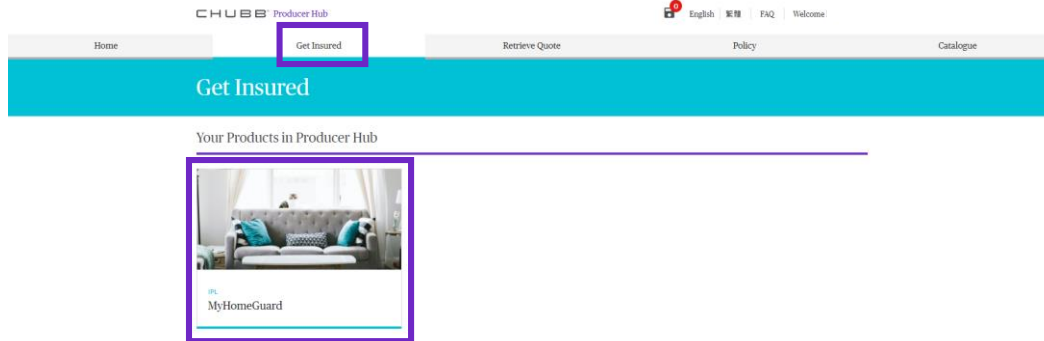 CHUBB® Producer Hub
0
English 繁體 FAQ Welcome
Home Get Insured Retrieve Quote Policy Catalogue
Get Insured
Your Products in Producer Hub
IPL
MyHomeGuard